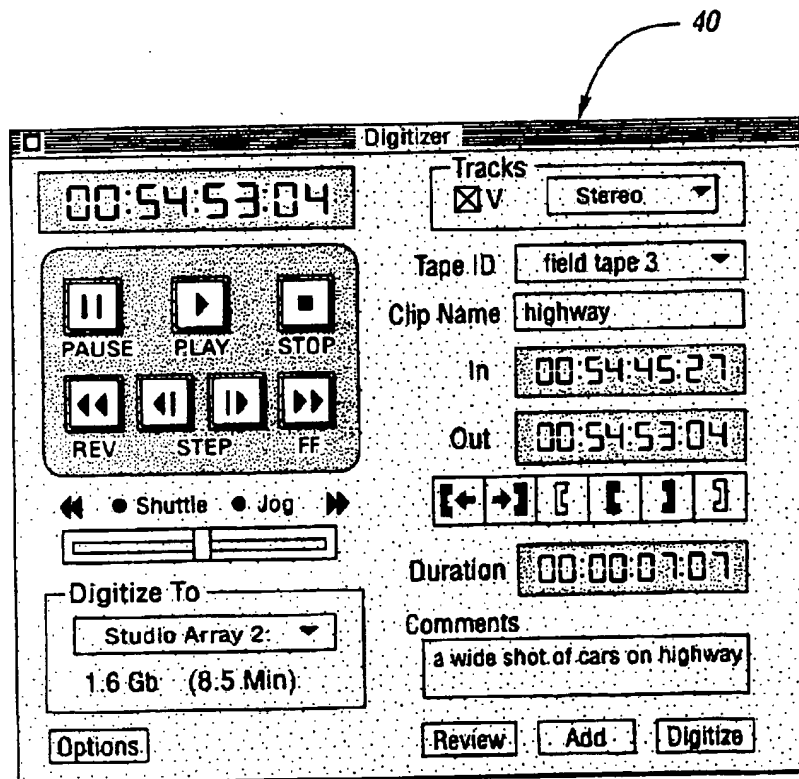 40
Digitizer
00:54:53:04
PAUSE PLAY STOP
REV STEP FF
Shuttle Jog
Digitize To
Studio Array 2:
1.6 Gb (8.5 Min)
Options
Tracks
V Stereo
Tape ID field tape 3
Clip Name highway
In 00:54:45:27
Out 00:54:53:04
Duration 00:00:07:07
Comments
a wide shot of cars on highway
Review Add Digitize